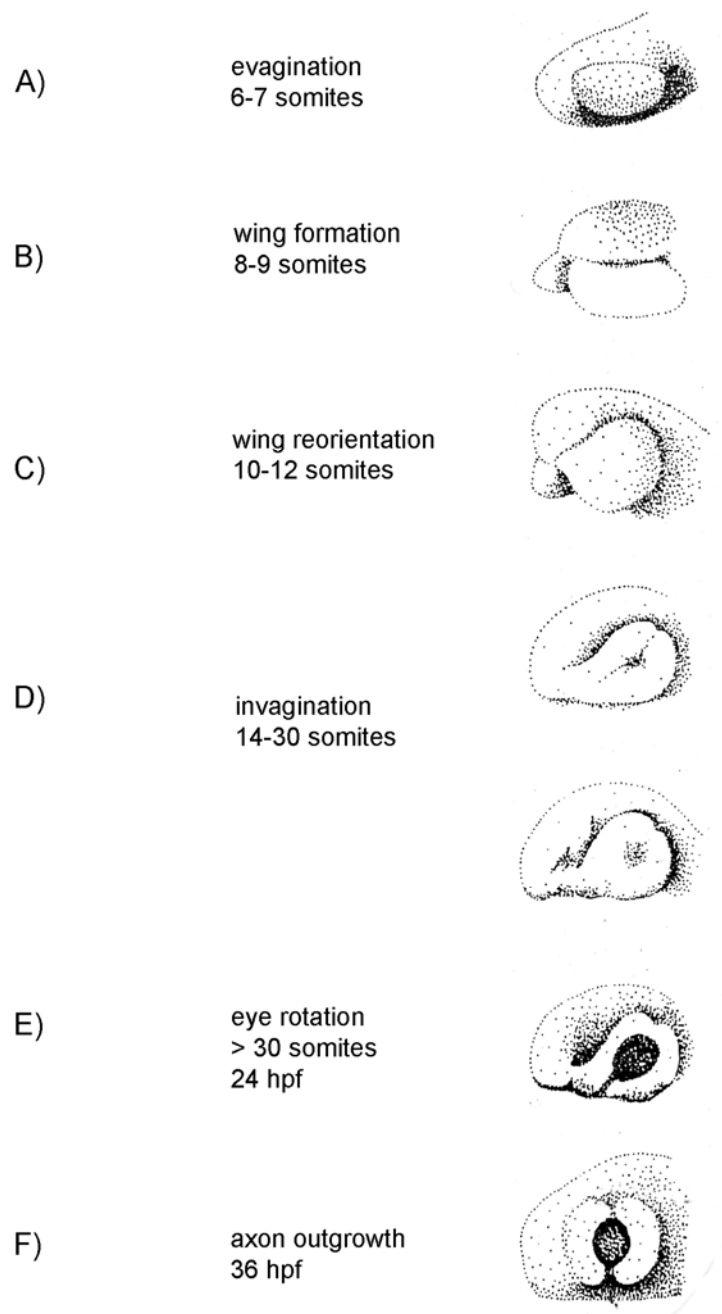 A)
evagination
6-7 somites
B)
wing formation
8-9 somites
C)
wing reorientation
10-12 somites
D)
invagination
14-30 somites
E)
eye rotation
> 30 somites
24 hpf
F)
axon outgrowth
36 hpf